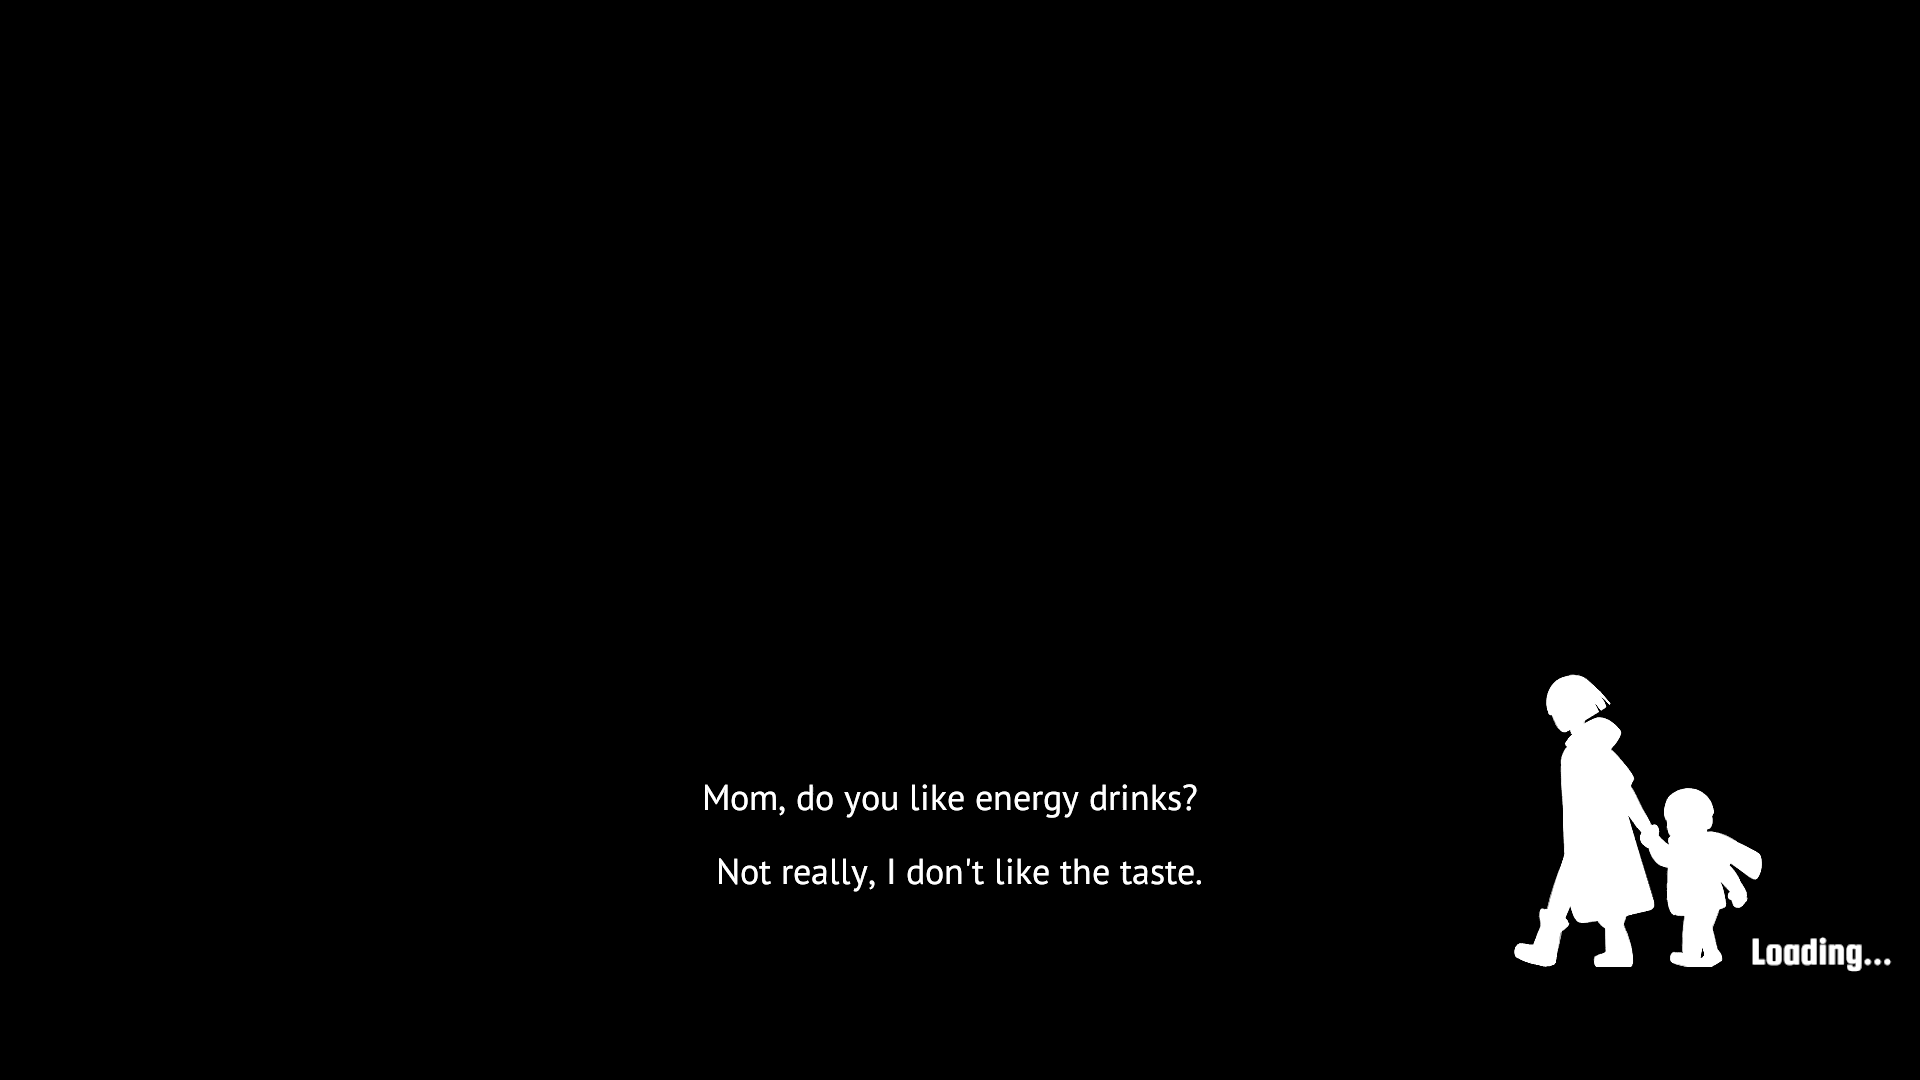 Mom, do you like energy drinks?
Not really, I don't like the taste.
Loading...